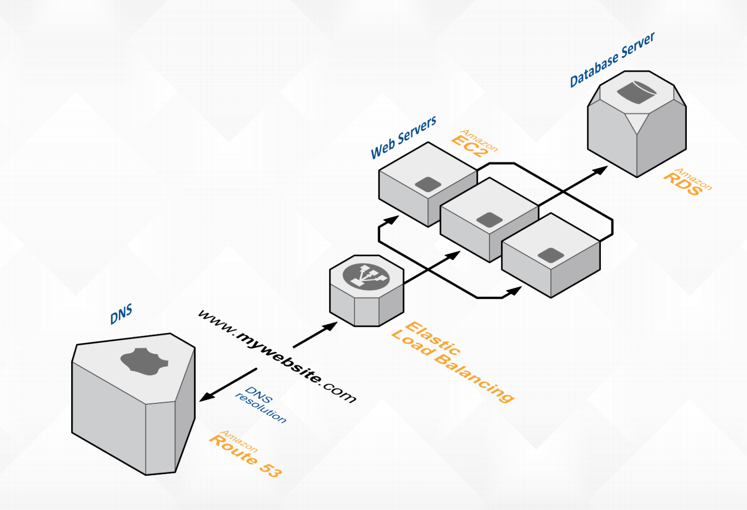 Database Server
Web Servers
Amazon
EC2
Amazon
RDS
DNS
www.mywebsite.com
Elastic
Load Balancing
DNS
resolution
Amazon
Route 53